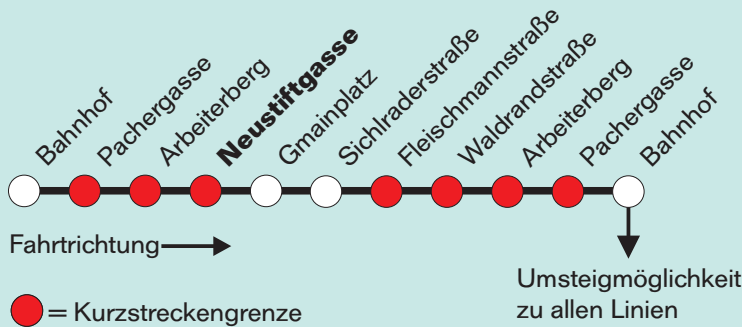 Bahnhof
Pachergasse
Arbeiterberg
Neustiftgasse
Gmainplatz
Sichlraderstraße
Fleischmannstraße
Waldrandstraße
Arbeiterberg
Pachergasse
Bahnhof
Fahrtrichtung
Umsteigmöglichkeit
zu allen Linien
= Kurzstreckengrenze